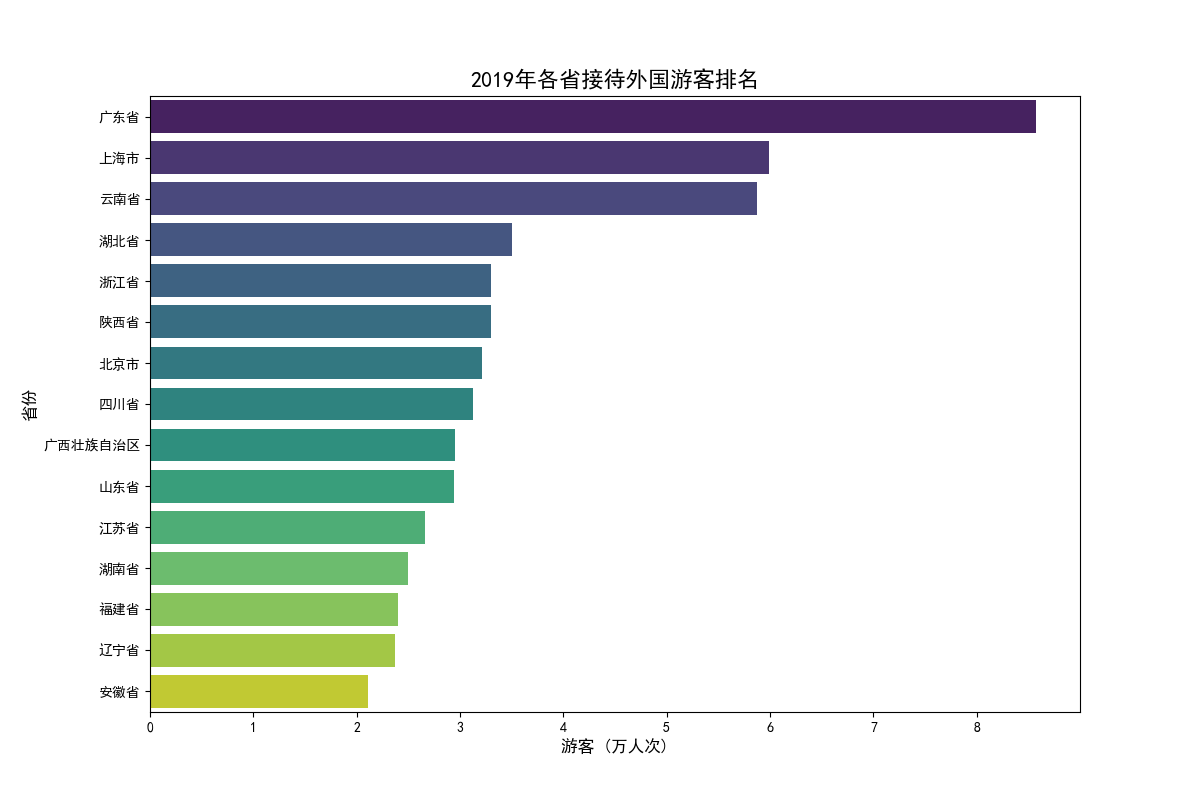 2019年各省接待外国游客排名
省份
广东省
上海市
云南省
湖北省
浙江省
陕西省
北京市
四川省
广西壮族自治区
山东省
江苏省
湖南省
福建省
辽宁省
安徽省
0 1 2 3 4 5 6 7 8
游客 (万人次)